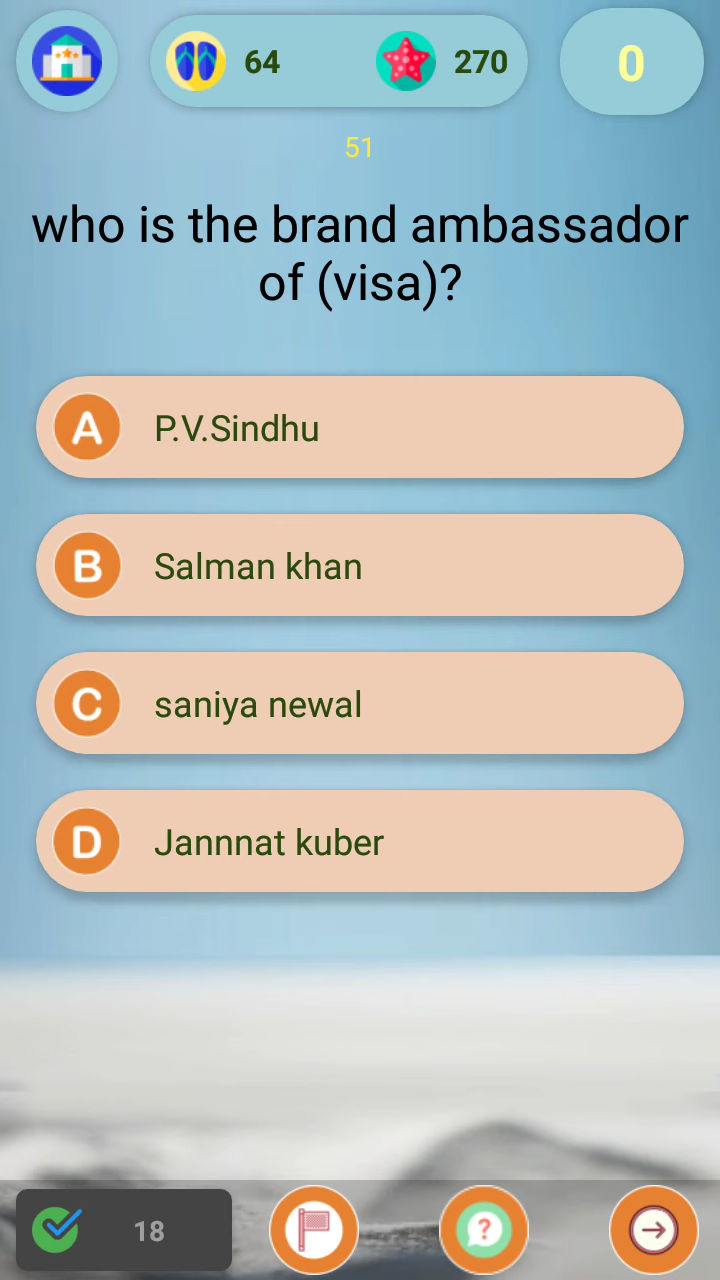 64
270
0
51
who is the brand ambassador
of (visa)?
A P.V.Sindhu
B Salman khan
C saniya newal
D Jannnat kuber
18
?